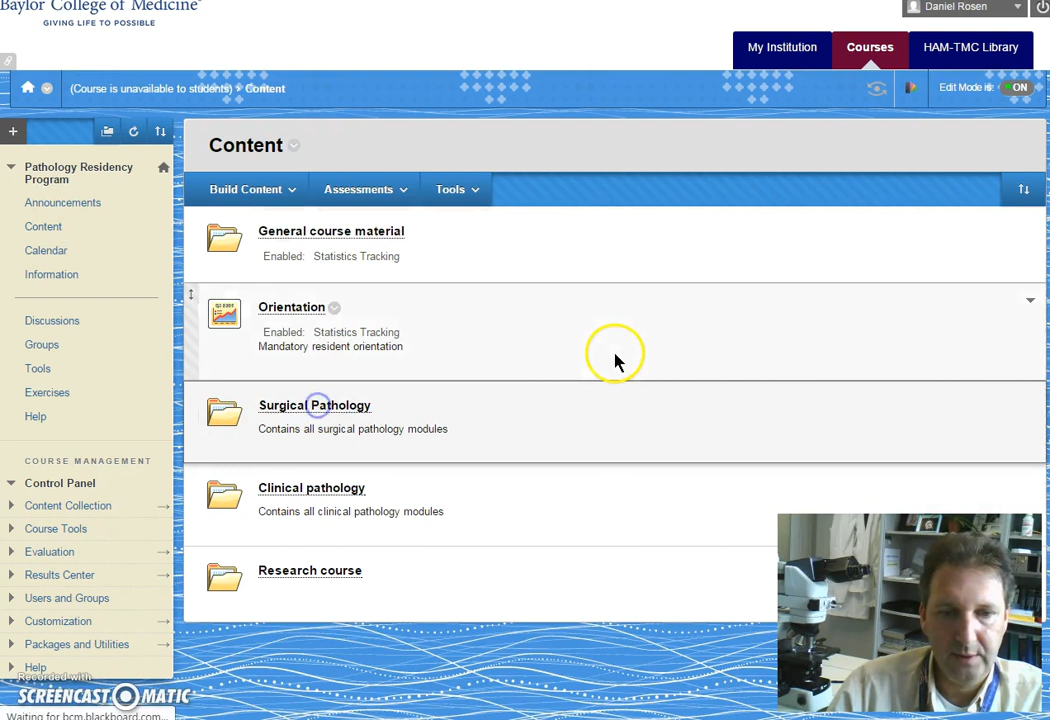 Baylor College of Medicine®
GIVING LIFE TO POSSIBLE
Daniel Rosen
My Institution
Courses
HAM-TMC Library
(Course is unavailable to students) > Content
Edit Mode is: ON
Pathology Residency
Program
Announcements
Content
Calendar
Information
Discussions
Groups
Tools
Exercises
Help
COURSE MANAGEMENT
Control Panel
Content Collection
Course Tools
Evaluation
Results Center
Users and Groups
Customization
Packages and Utilities
Help
Content
Build Content
Assessments
Tools
General course material
Enabled: Statistics Tracking
Orientation
Enabled: Statistics Tracking
Mandatory resident orientation
Surgical Pathology
Contains all surgical pathology modules
Clinical pathology
Contains all clinical pathology modules
Research course
Recorded with
SCREENCAST-O-MATIC
Waiting for bcm.blackboard.com...